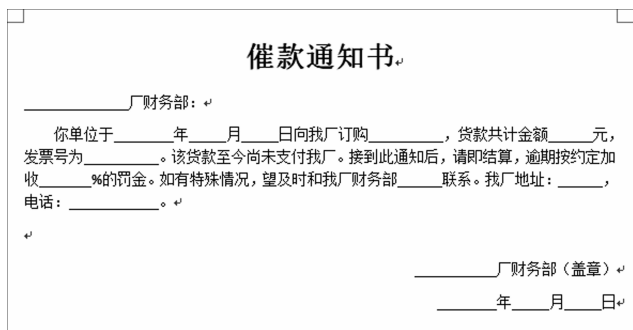 催款通知书
____________厂财务部：
你单位于_______年____月____日向我厂订购_________，货款共计金额_____元，
发票号为_________。该货款至今尚未支付我厂。接到此通知后，请即结算，逾期按约定加
收______%的罚金。如有特殊情况，望及时和我厂财务部_____联系。我厂地址：_____，
电话：__________。
_________厂财务部（盖章）
_______年____月____日